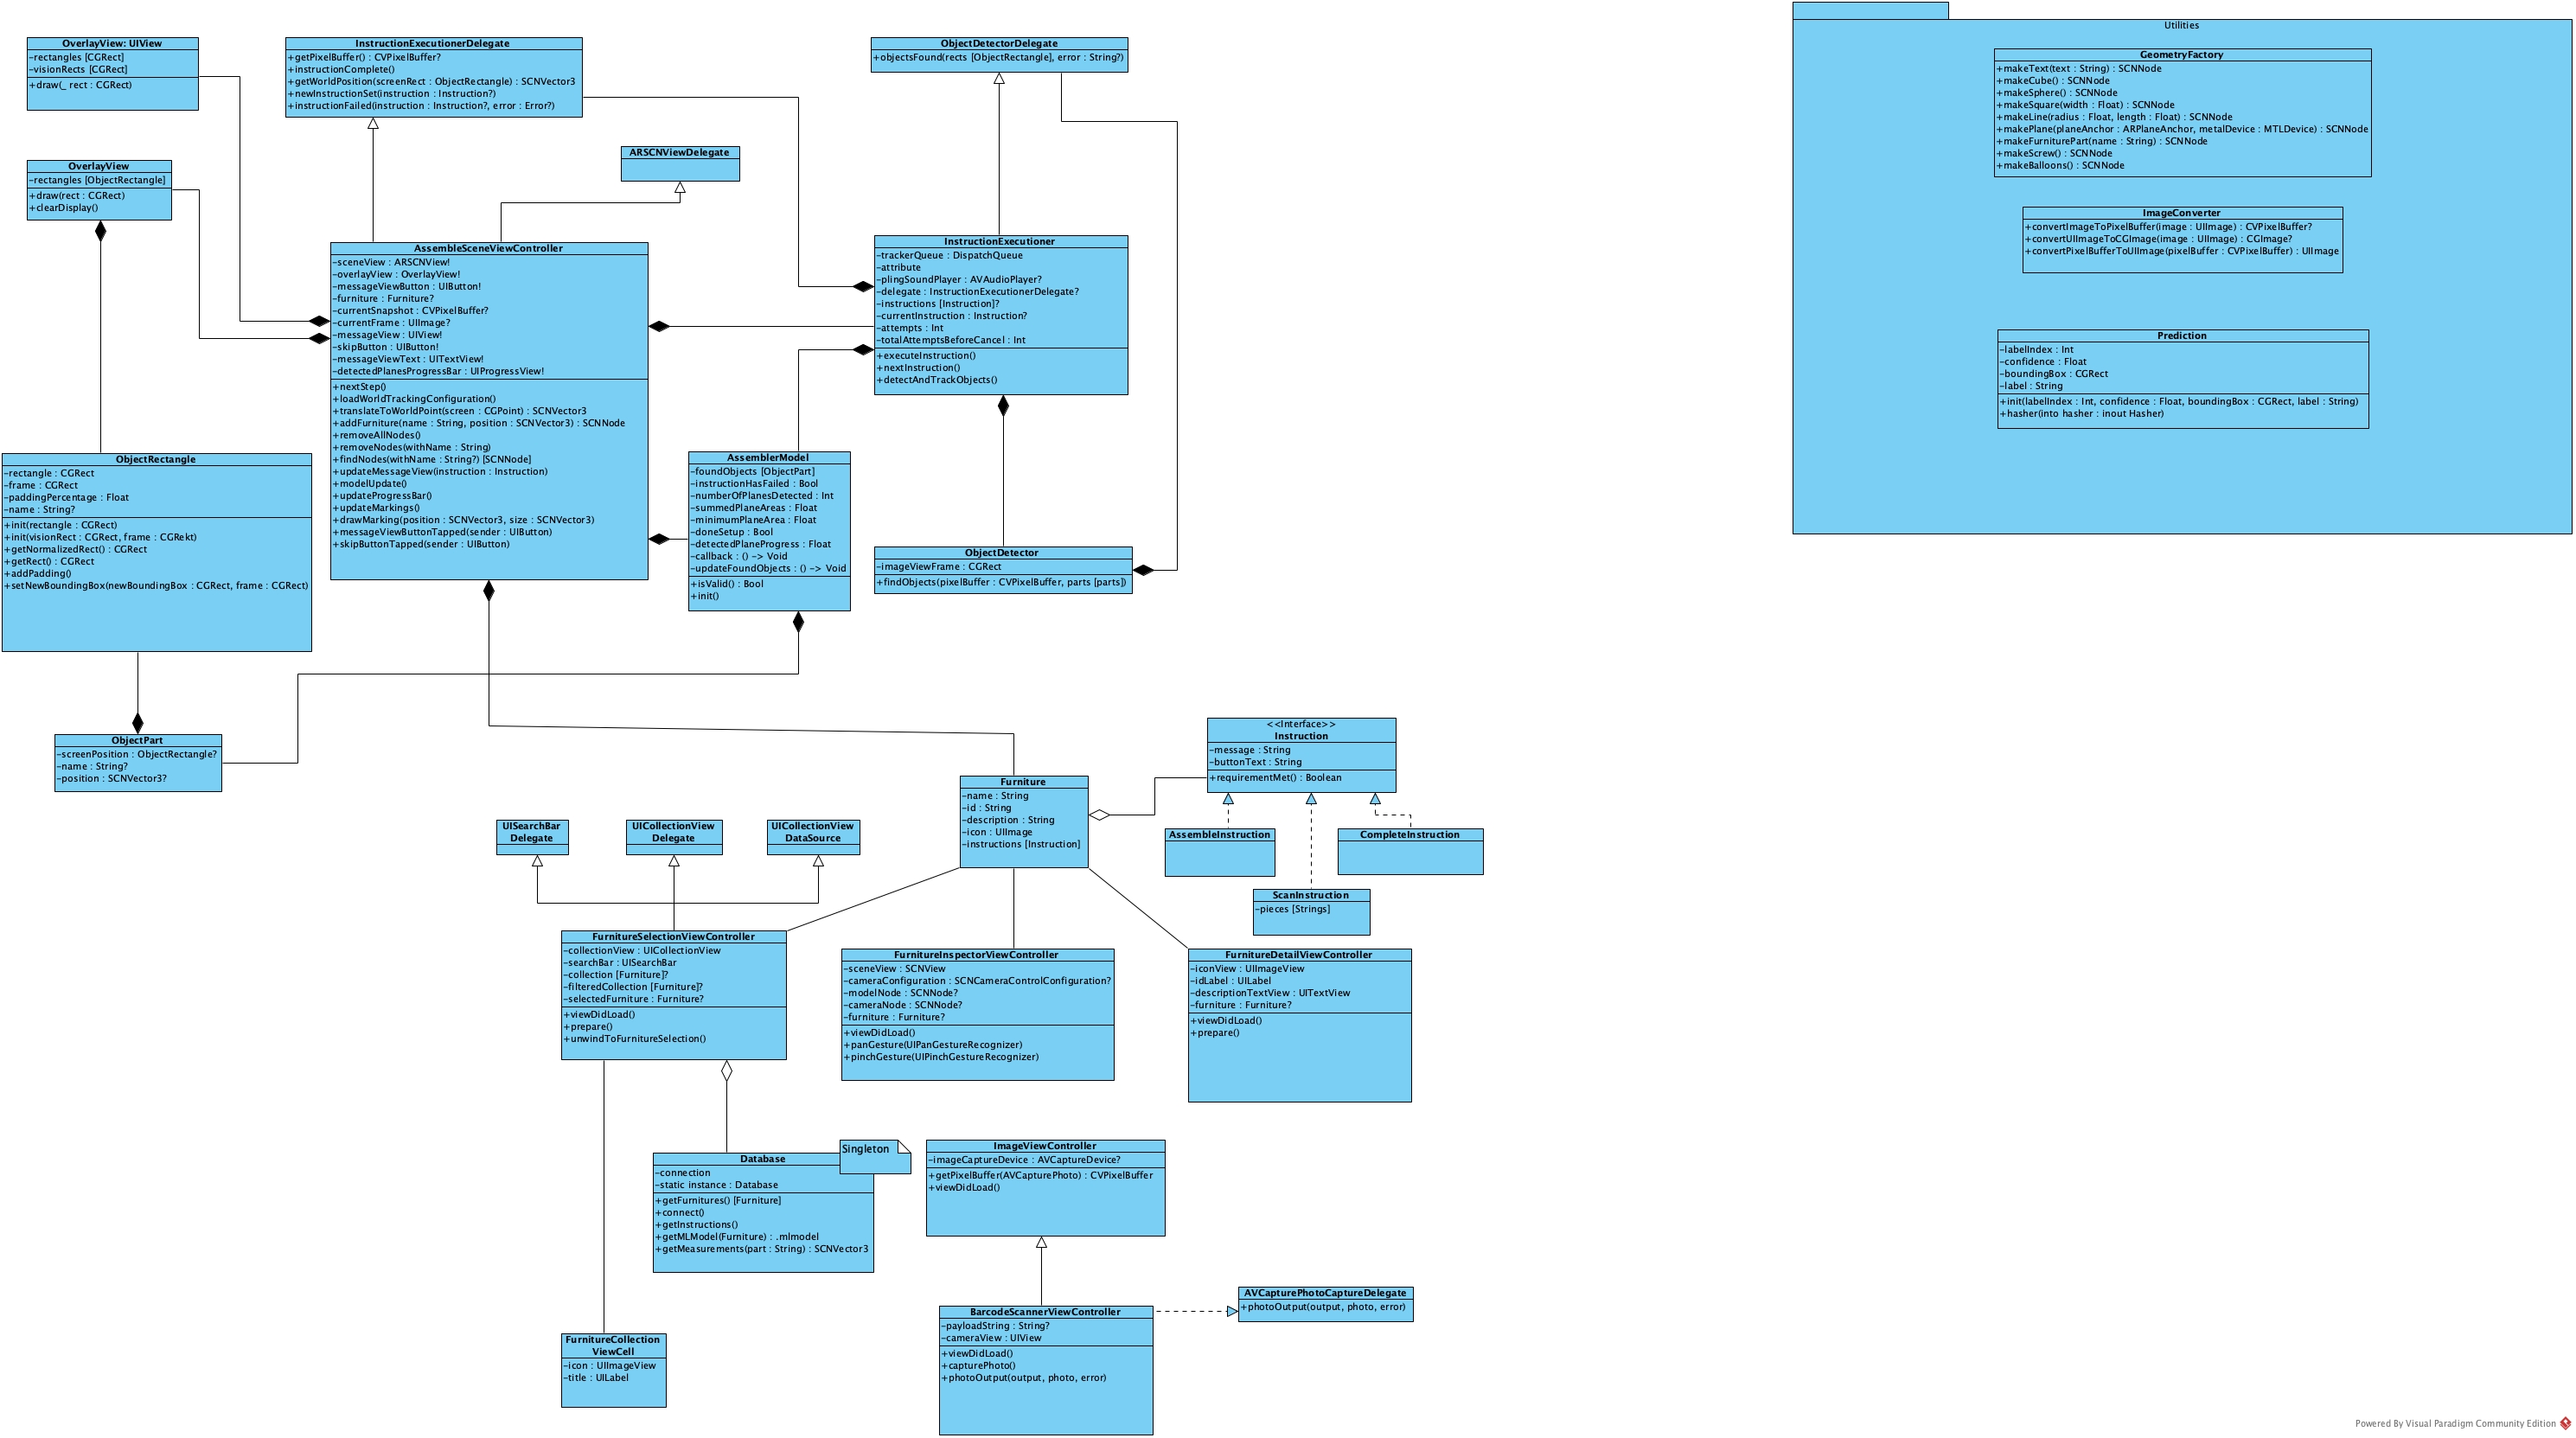 OverlayView: UIView
-rectangles [CGRect]
-visionRects [CGRect]
+draw(_ rect : CGRect)
InstructionExecutionerDelegate
+getPixelBuffer() : CVPixelBuffer?
+instructionComplete()
+getWorldPosition(screenRect : ObjectRectangle) : SCNVector3
+newInstructionSet(instruction : Instruction?)
+instructionFailed(instruction : Instruction?, error : Error?)
ObjectDetectorDelegate
+objectsFound(rects [ObjectRectangle], error : String?)
Utilities
GeometryFactory
+makeText(text : String) : SCNNode
+makeCube() : SCNNode
+makeSphere() : SCNNode
+makeSquare(width : Float) : SCNNode
+makeLine(radius : Float, length : Float) : SCNNode
+makePlane(planeAnchor : ARPlaneAnchor, metalDevice : MTLDevice) : SCNNode
+makeFurniturePart(name : String) : SCNNode
+makeScrew() : SCNNode
+makeBalloons() : SCNNode
ImageConverter
+convertImageToPixelBuffer(image : UIImage) : CVPixelBuffer?
+convertUIImageToCGImage(image : UIImage) : CGImage?
+convertPixelBufferToUIImage(pixelBuffer : CVPixelBuffer) : UIImage
Prediction
-labelIndex : Int
-confidence : Float
-boundingBox : CGRect
-label : String
+init(labelIndex : Int, confidence : Float, boundingBox : CGRect, label : String)
+hasher(into hasher : inout Hasher)
OverlayView
-rectangles [ObjectRectangle]
+draw(rect : CGRect)
+clearDisplay()
ARSCNViewDelegate
AssembleSceneViewController
-sceneView : ARSCNView!
-overlayView : OverlayView!
-messageViewButton : UIButton!
-furniture : Furniture?
-currentSnapshot : CVPixelBuffer?
-currentFrame : UIImage?
-messageView : UIView!
-skipButton : UIButton!
-messageViewText : UITextView!
-detectedPlanesProgressBar : UIProgressView!
+nextStep()
+loadWorldTrackingConfiguration()
+translateToWorldPoint(screen : CGPoint) : SCNVector3
+addFurniture(name : String, position : SCNVector3) : SCNNode
+removeAllNodes()
+removeNodes(withName : String)
+findNodes(withName : String?) [SCNNode]
+updateMessageView(instruction : Instruction)
+modelUpdate()
+updateProgressBar()
+updateMarkings()
+drawMarking(position : SCNVector3, size : SCNVector3)
+messageViewButtonTapped(sender : UIButton)
+skipButtonTapped(sender : UIButton)
InstructionExecutioner
-trackerQueue : DispatchQueue
-attribute
-plingSoundPlayer : AVAudioPlayer?
-delegate : InstructionExecutionerDelegate?
-instructions [Instruction]?
-currentInstruction : Instruction?
-attempts : Int
-totalAttemptsBeforeCancel : Int
+executeInstruction()
+nextInstruction()
+detectAndTrackObjects()
ObjectRectangle
-rectangle : CGRect
-frame : CGRect
-paddingPercentage : Float
-name : String?
+init(rectangle : CGRect)
+init(visionRect : CGRect, frame : CGRekt)
+getNormalizedRect() : CGRect
+getRect() : CGRect
+addPadding()
+setNewBoundingBox(newBoundingBox : CGRect, frame : CGRect)
AssemblerModel
-foundObjects [ObjectPart]
-instructionHasFailed : Bool
-numberOfPlanesDetected : Int
-summedPlaneAreas : Float
-minimumPlaneArea : Float
-doneSetup : Bool
-detectedPlaneProgress : Float
-callback : () -> Void
-updateFoundObjects : () -> Void
+isValid() : Bool
+init()
ObjectDetector
-imageViewFrame : CGRect
+findObjects(pixelBuffer : CVPixelBuffer, parts [parts])
ObjectPart
-screenPosition : ObjectRectangle?
-name : String?
-position : SCNVector3?
<<Interface>>
Instruction
-message : String
-buttonText : String
+requirementMet() : Boolean
Furniture
-name : String
-id : String
-description : String
-icon : UIImage
-instructions [Instruction]
UISearchBar
Delegate
UICollectionView
Delegate
UICollectionView
DataSource
AssembleInstruction
CompleteInstruction
ScanInstruction
-pieces [Strings]
FurnitureSelectionViewController
-collectionView : UICollectionView
-searchBar : UISearchBar
-collection [Furniture]?
-filteredCollection [Furniture]?
-selectedFurniture : Furniture?
+viewDidLoad()
+prepare()
+unwindToFurnitureSelection()
FurnitureInspectorViewController
-sceneView : SCNView
-cameraConfiguration : SCNCameraControlConfiguration?
-modelNode : SCNNode?
-cameraNode : SCNNode?
-furniture : Furniture?
+viewDidLoad()
+panGesture(UIPanGestureRecognizer)
+pinchGesture(UIPinchGestureRecognizer)
FurnitureDetailViewController
-iconView : UIImageView
-idLabel : UILabel
-descriptionTextView : UITextView
-furniture : Furniture?
+viewDidLoad()
+prepare()
Singleton
Database
-connection
-static instance : Database
+getFurnitures() [Furniture]
+connect()
+getInstructions()
+getMLModel(Furniture) : .mlmodel
+getMeasurements(part : String) : SCNVector3
ImageViewController
-imageCaptureDevice : AVCaptureDevice?
+getPixelBuffer(AVCapturePhoto) : CVPixelBuffer
+viewDidLoad()
BarcodeScannerViewController
-payloadString : String?
-cameraView : UIView
+viewDidLoad()
+capturePhoto()
+photoOutput(output, photo, error)
AVCapturePhotoCaptureDelegate
+photoOutput(output, photo, error)
FurnitureCollection
ViewCell
-icon : UIImageView
-title : UILabel
Powered By Visual Paradigm Community Edition